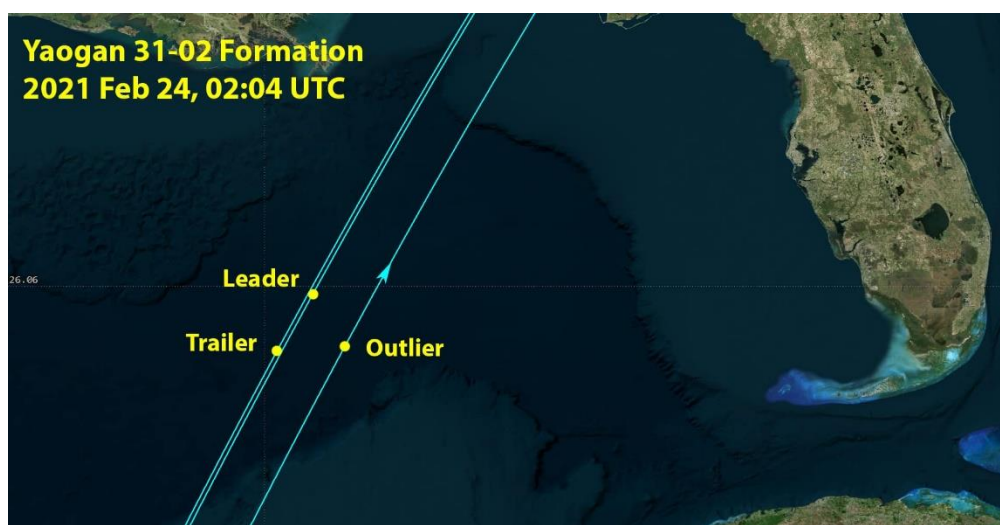 Yaogan 31-02 Formation
2021 Feb 24, 02:04 UTC
26.06
Leader
Trailer
Outlier